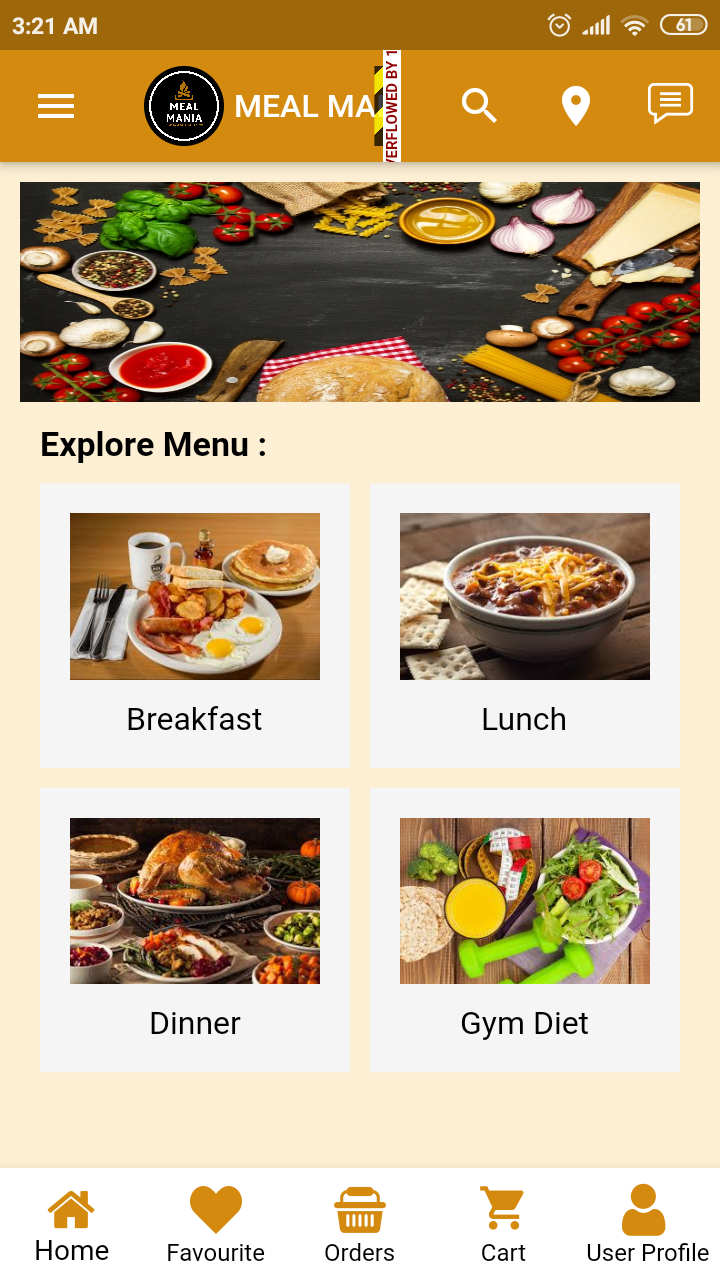 3:21 AM
61
MEAL
MANIA
MEAL MA
VERFLOWED BY 1
Explore Menu :
Breakfast
Lunch
Dinner
Gym Diet
Home
Favourite
Orders
Cart
User Profile